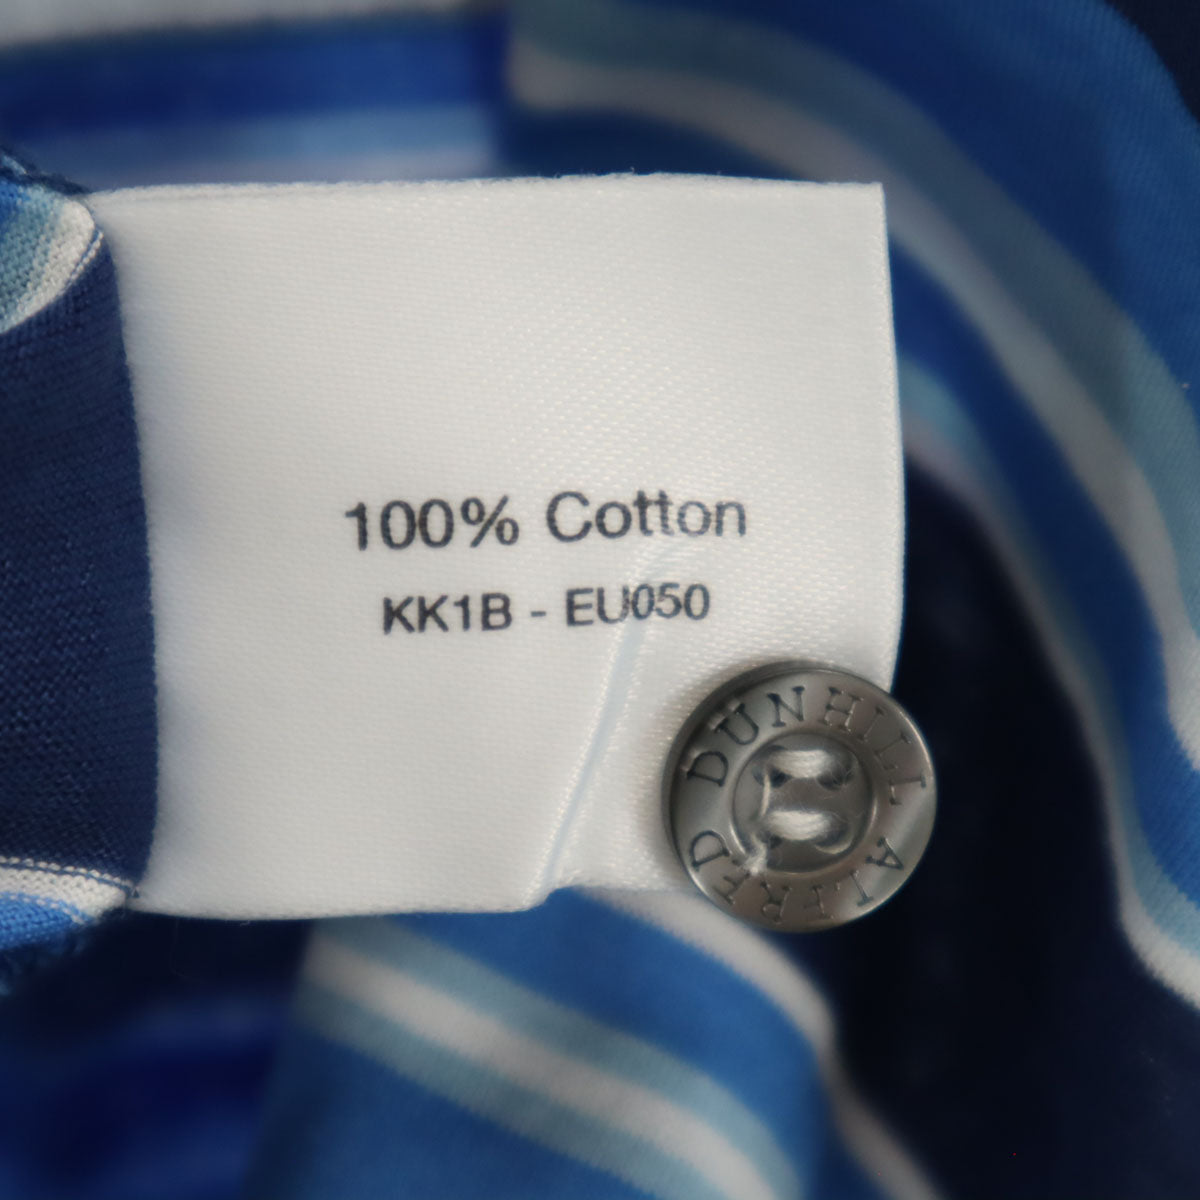 100% Cotton
KK1B - EU050
ALFRED DUNHILL